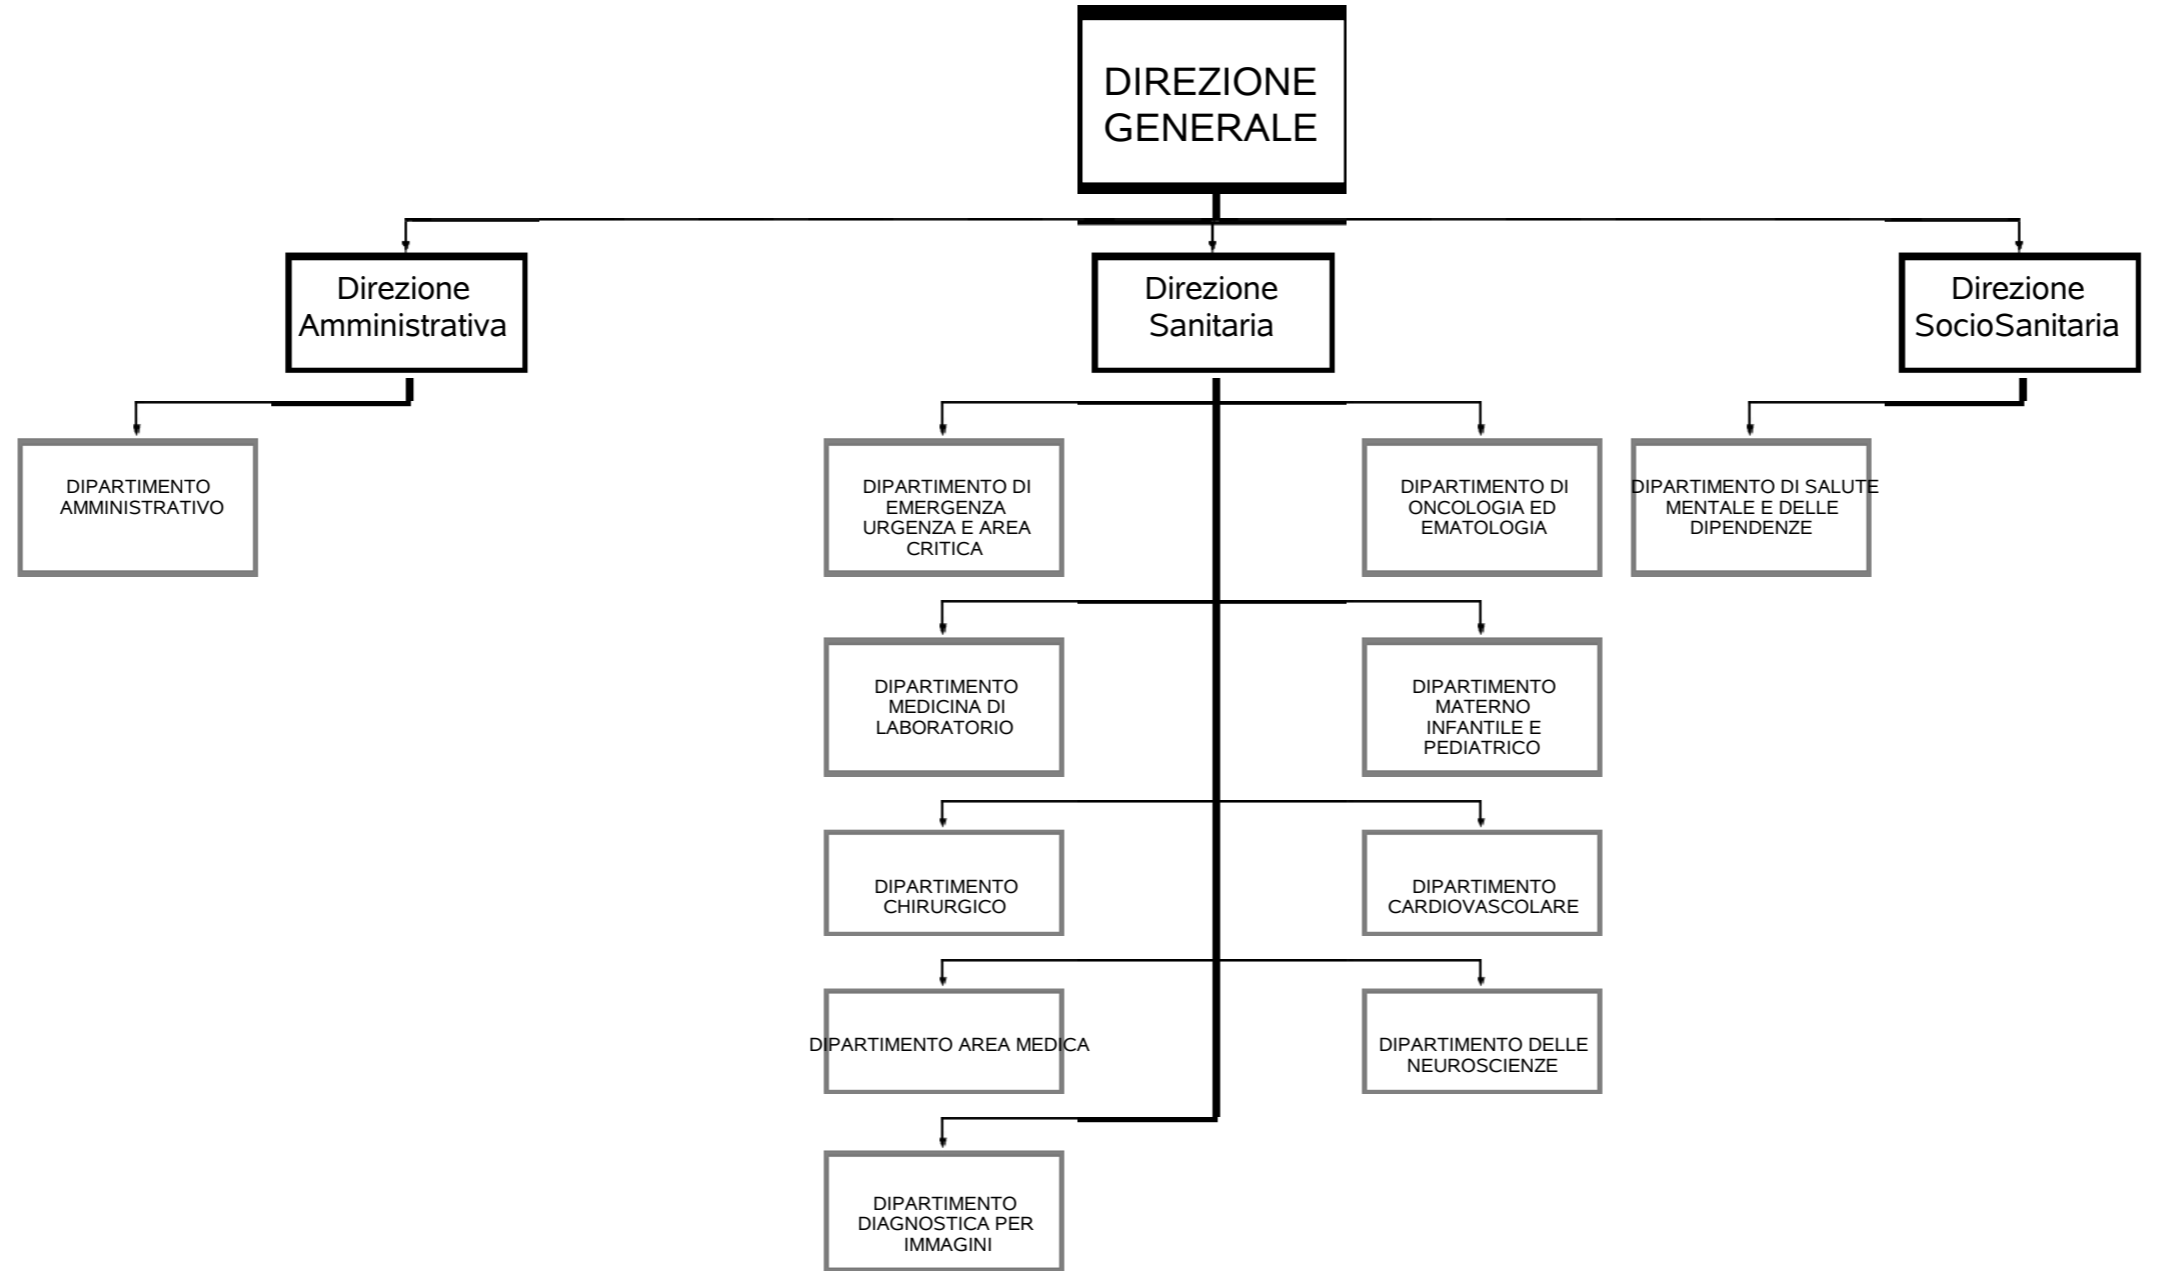 DIREZIONE
GENERALE
Direzione
Amministrativa
Direzione
Sanitaria
Direzione
SocioSanitaria
DIPARTIMENTO
AMMINISTRATIVO
DIPARTIMENTO DI
EMERGENZA
URGENZA E AREA
CRITICA
DIPARTIMENTO DI
ONCOLOGIA ED
EMATOLOGIA
DIPARTIMENTO DI SALUTE
MENTALE E DELLE
DIPENDENZE
DIPARTIMENTO
MEDICINA DI
LABORATORIO
DIPARTIMENTO
MATERNO
INFANTILE E
PEDIATRICO
DIPARTIMENTO
CHIRURGICO
DIPARTIMENTO
CARDIOVASCOLARE
DIPARTIMENTO AREA MEDICA
DIPARTIMENTO DELLE
NEUROSCIENZE
DIPARTIMENTO
DIAGNOSTICA PER
IMMAGINI